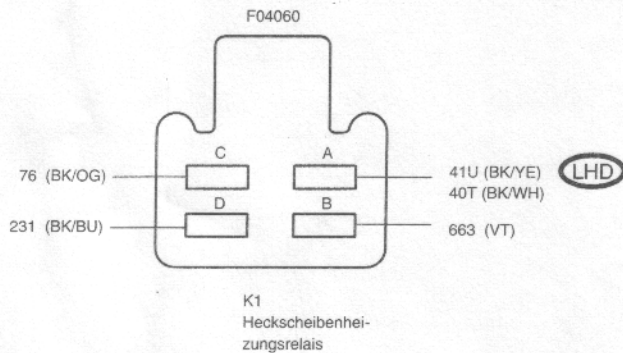 F04060
C
A
76 (BK/OG)
41U (BK/YE)
LHD
40T (BK/WH)
D
B
231 (BK/BU)
663 (VT)
K1
Heckscheibenhei-
zungsrelais